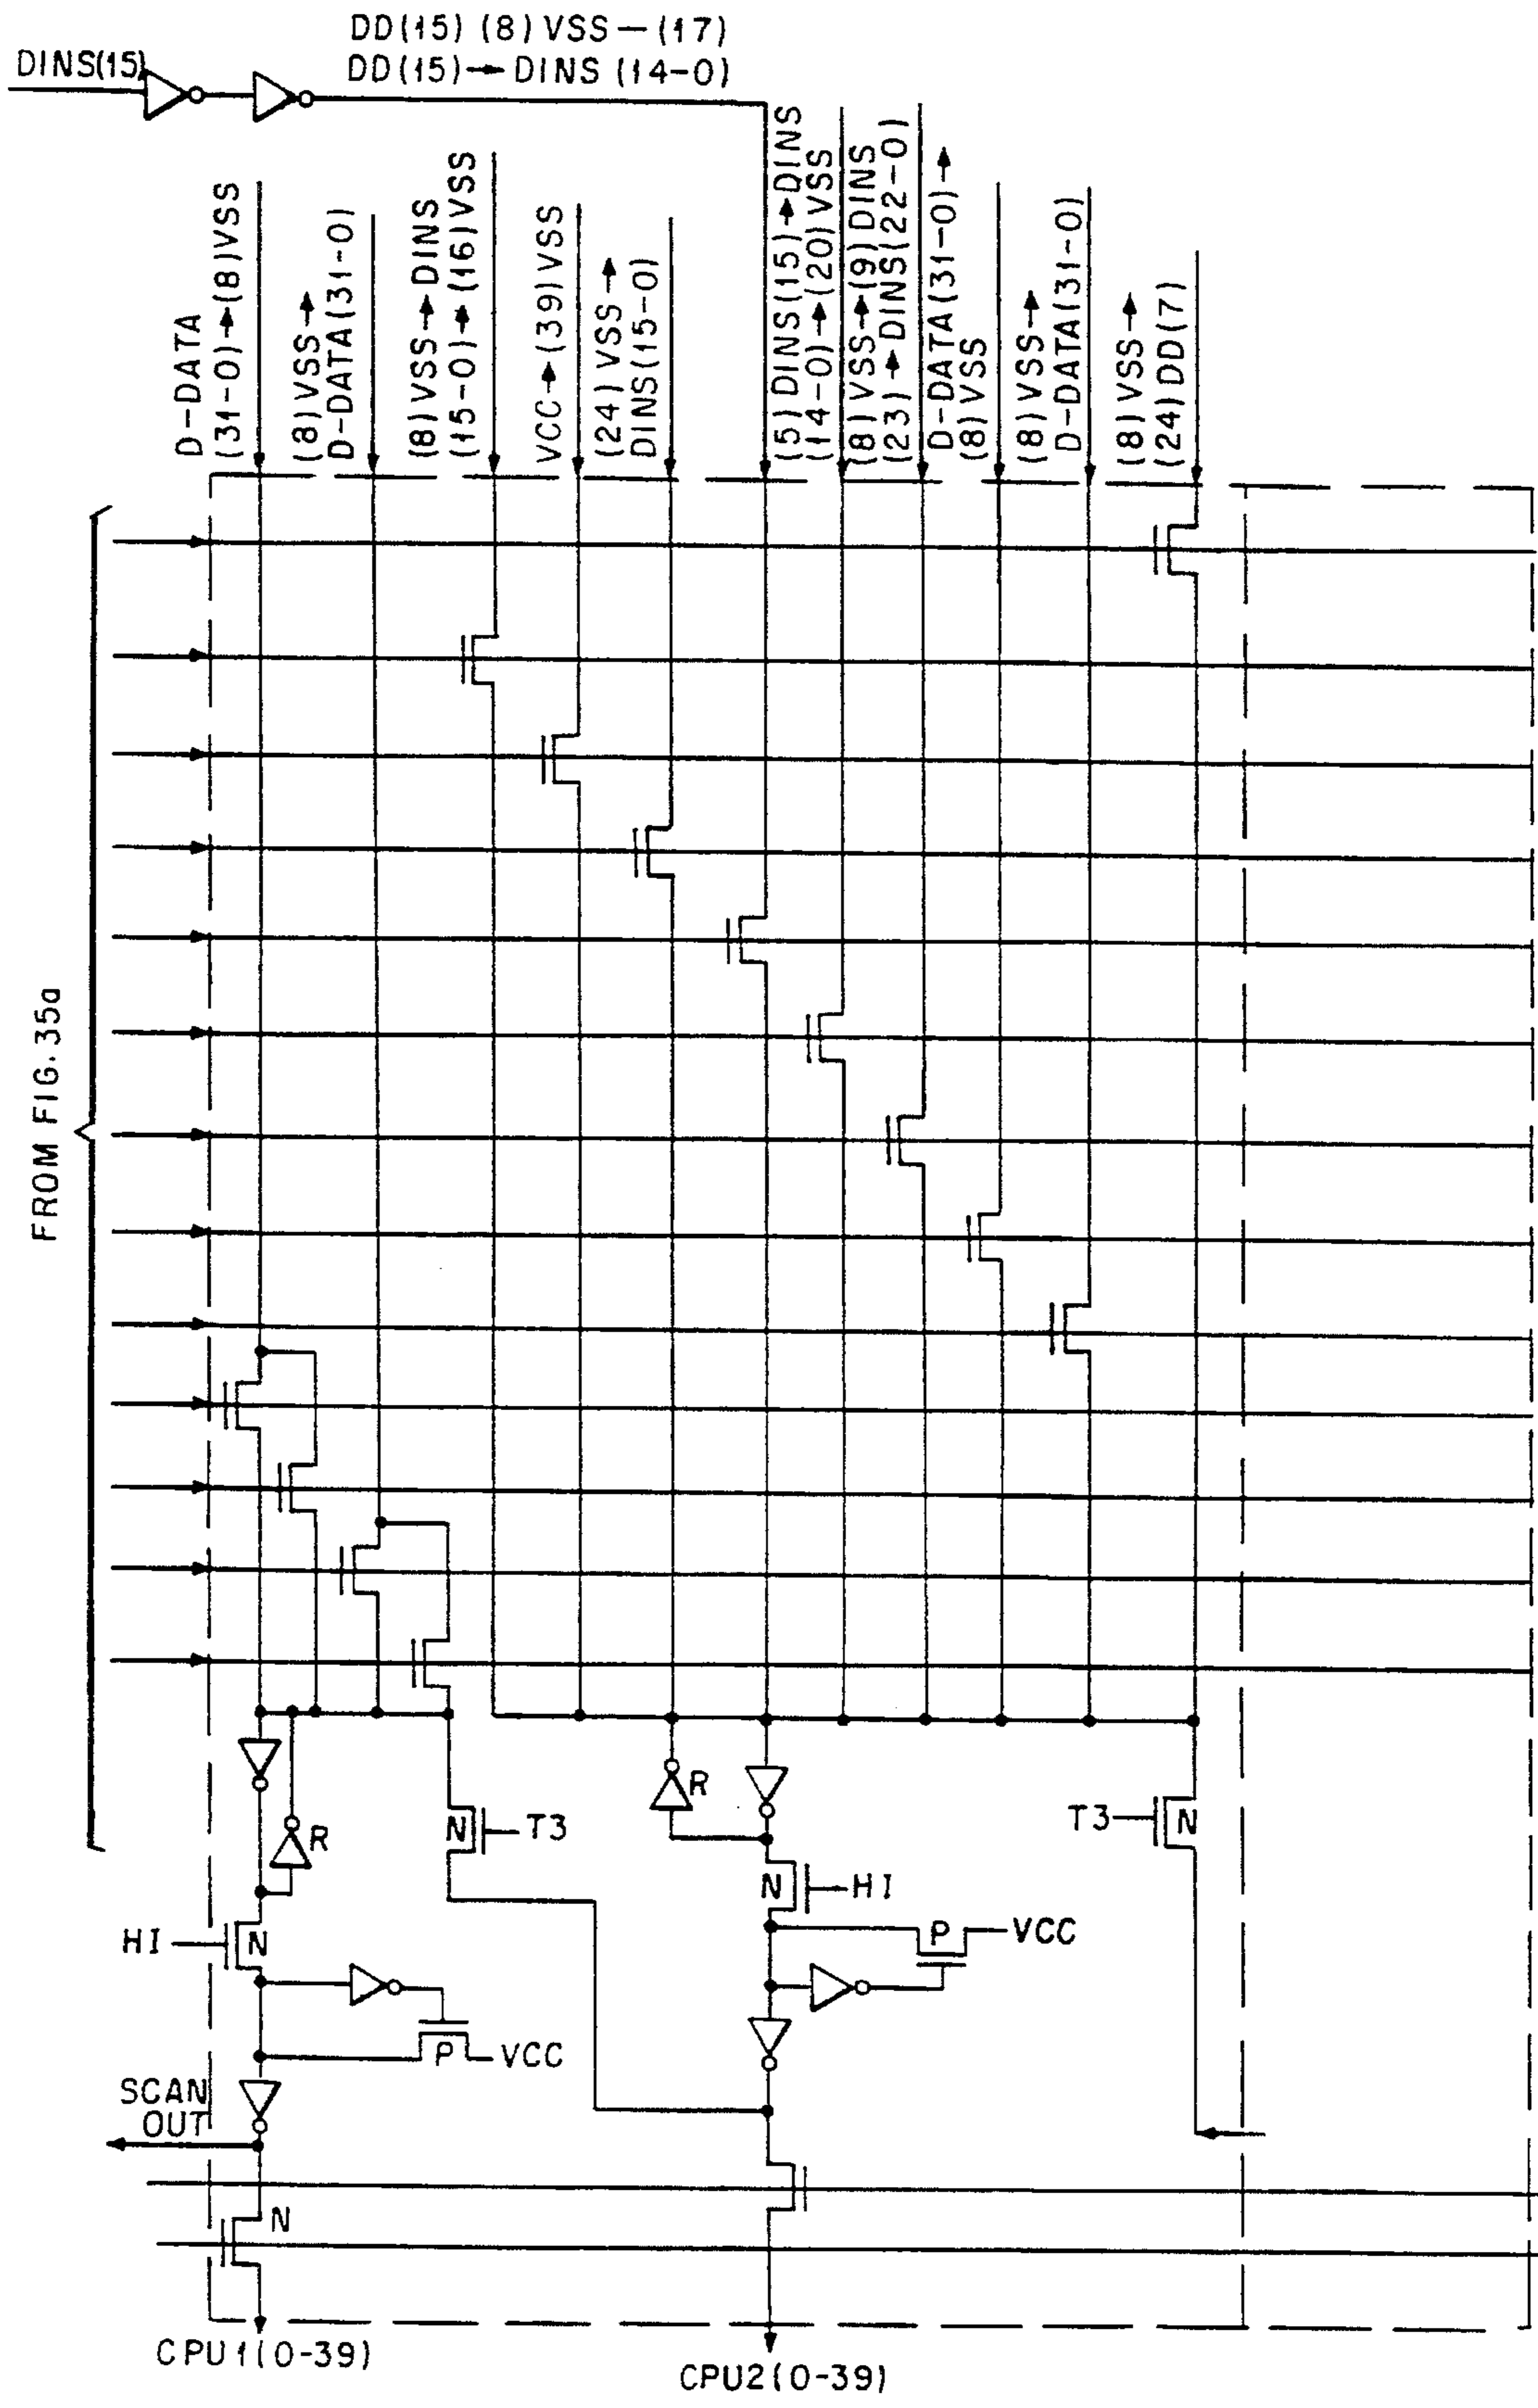 DD(15) (8) VSS—(17)
DINS(15)
DD(15)→DINS (14-0)
D-DATA
(31-0)→(8)VSS
(8)VSS→
D-DATA(31-0)
(8)VSS→DINS
(15-0)→(16)VSS
VCC→(39)VSS
(24)VSS→
DINS(15-0)
(5)DINS(15)→DINS
(14-0)→(20)VSS
(8)VSS→(9)DINS
(23)→DINS(22-0)
D-DATA(31-0)→
(8)VSS
(8)VSS→
D-DATA(31-0)
(8)VSS→
(24)DD(7)
FROM FIG.35a
R
R
N
T3
T3
N
N
HI
HI
N
P
VCC
P
VCC
SCAN
OUT
N
CPU1(0-39)
CPU2(0-39)